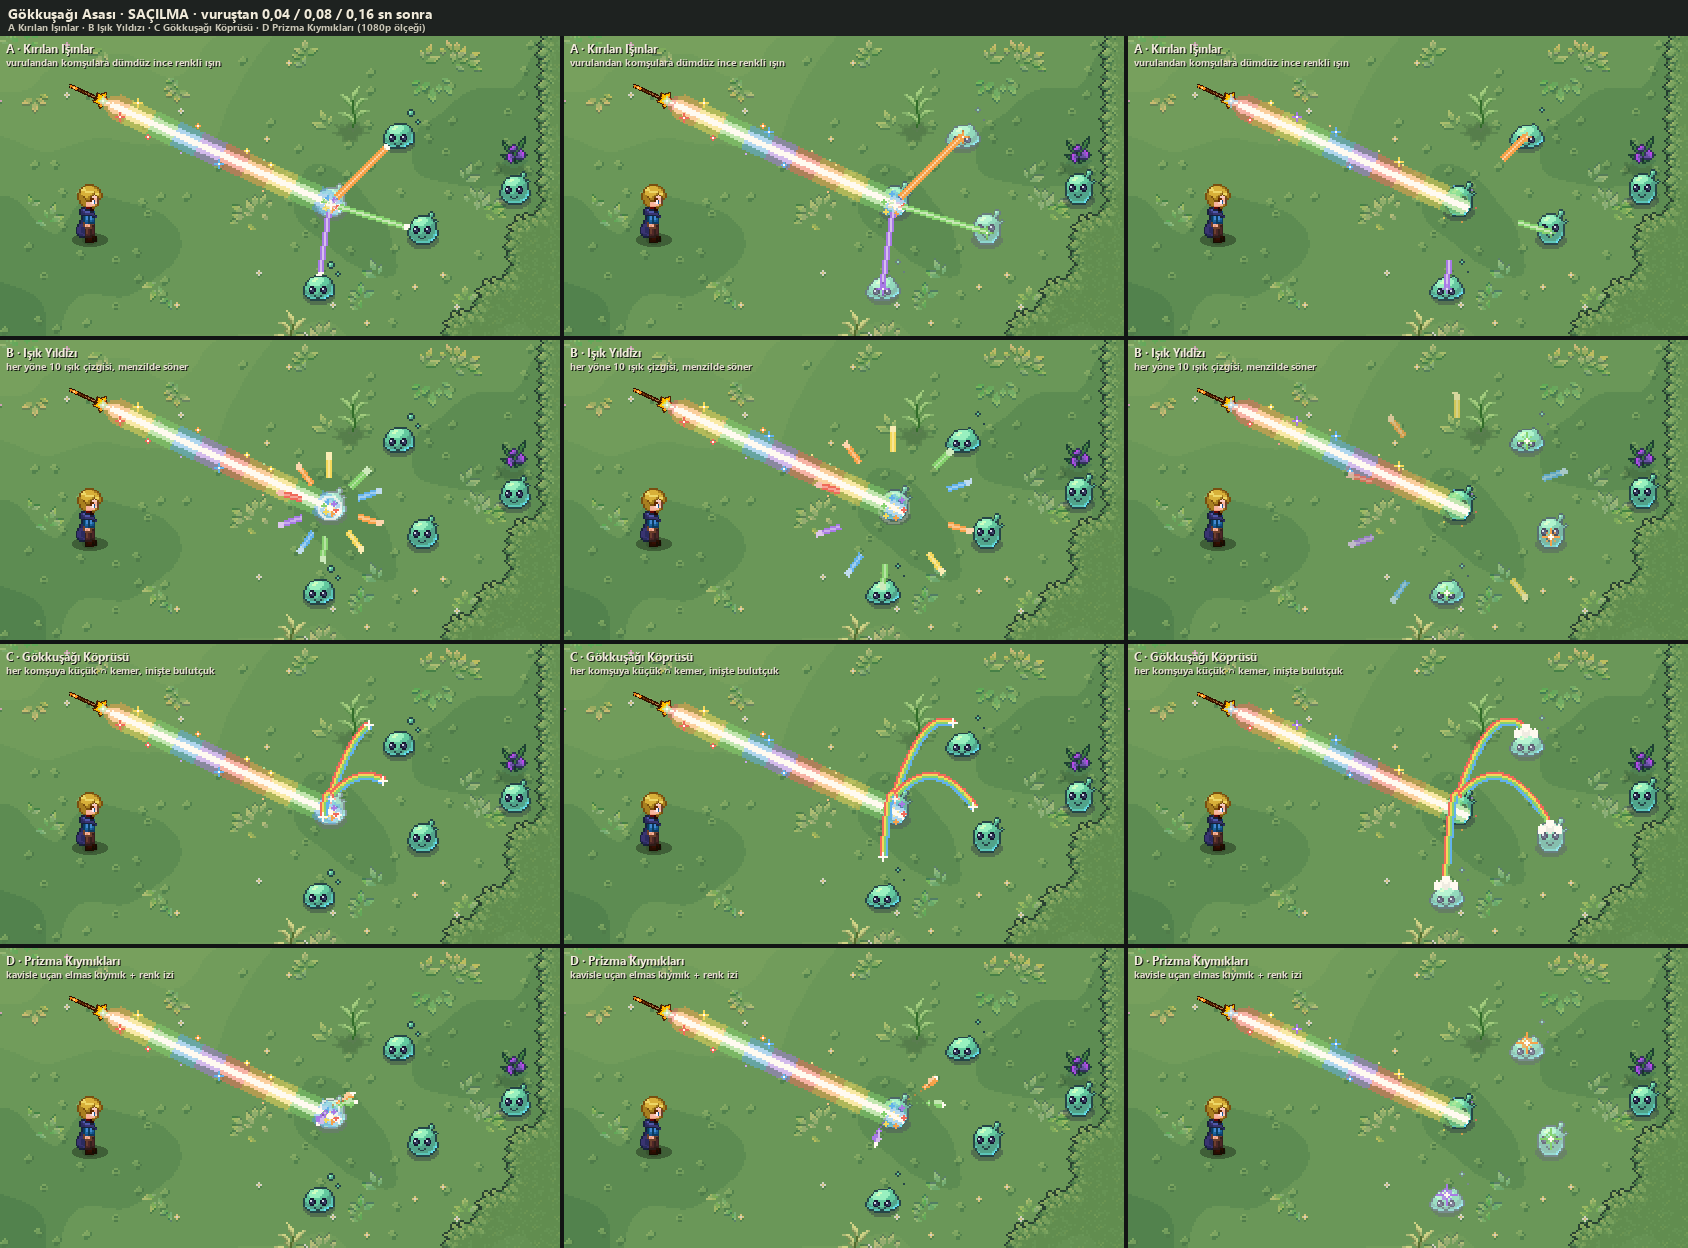 Gökkuşağı Asası · SAÇILMA · vuruştan 0,04 / 0,08 / 0,16 sn sonra
A Kırılan Işınlar · B Işık Yıldızı · C Gökkuşağı Köprüsü · D Prizma Kıymıkları (1080p ölçeği)
A · Kırılan Işınlar
vurulandan komşulara dümdüz ince renkli ışın
A · Kırılan Işınlar
vurulandan komşulara dümdüz ince renkli ışın
A · Kırılan Işınlar
vurulandan komşulara dümdüz ince renkli ışın
B · Işık Yıldızı
her yöne 10 ışık çizgisi, menzilde söner
B · Işık Yıldızı
her yöne 10 ışık çizgisi, menzilde söner
B · Işık Yıldızı
her yöne 10 ışık çizgisi, menzilde söner
C · Gökkuşağı Köprüsü
her komşuya küçük ∩ kemer, inişte bulutçuk
C · Gökkuşağı Köprüsü
her komşuya küçük ∩ kemer, inişte bulutçuk
C · Gökkuşağı Köprüsü
her komşuya küçük ∩ kemer, inişte bulutçuk
D · Prizma Kıymıkları
kavisle uçan elmas kıymık + renk izi
D · Prizma Kıymıkları
kavisle uçan elmas kıymık + renk izi
D · Prizma Kıymıkları
kavisle uçan elmas kıymık + renk izi